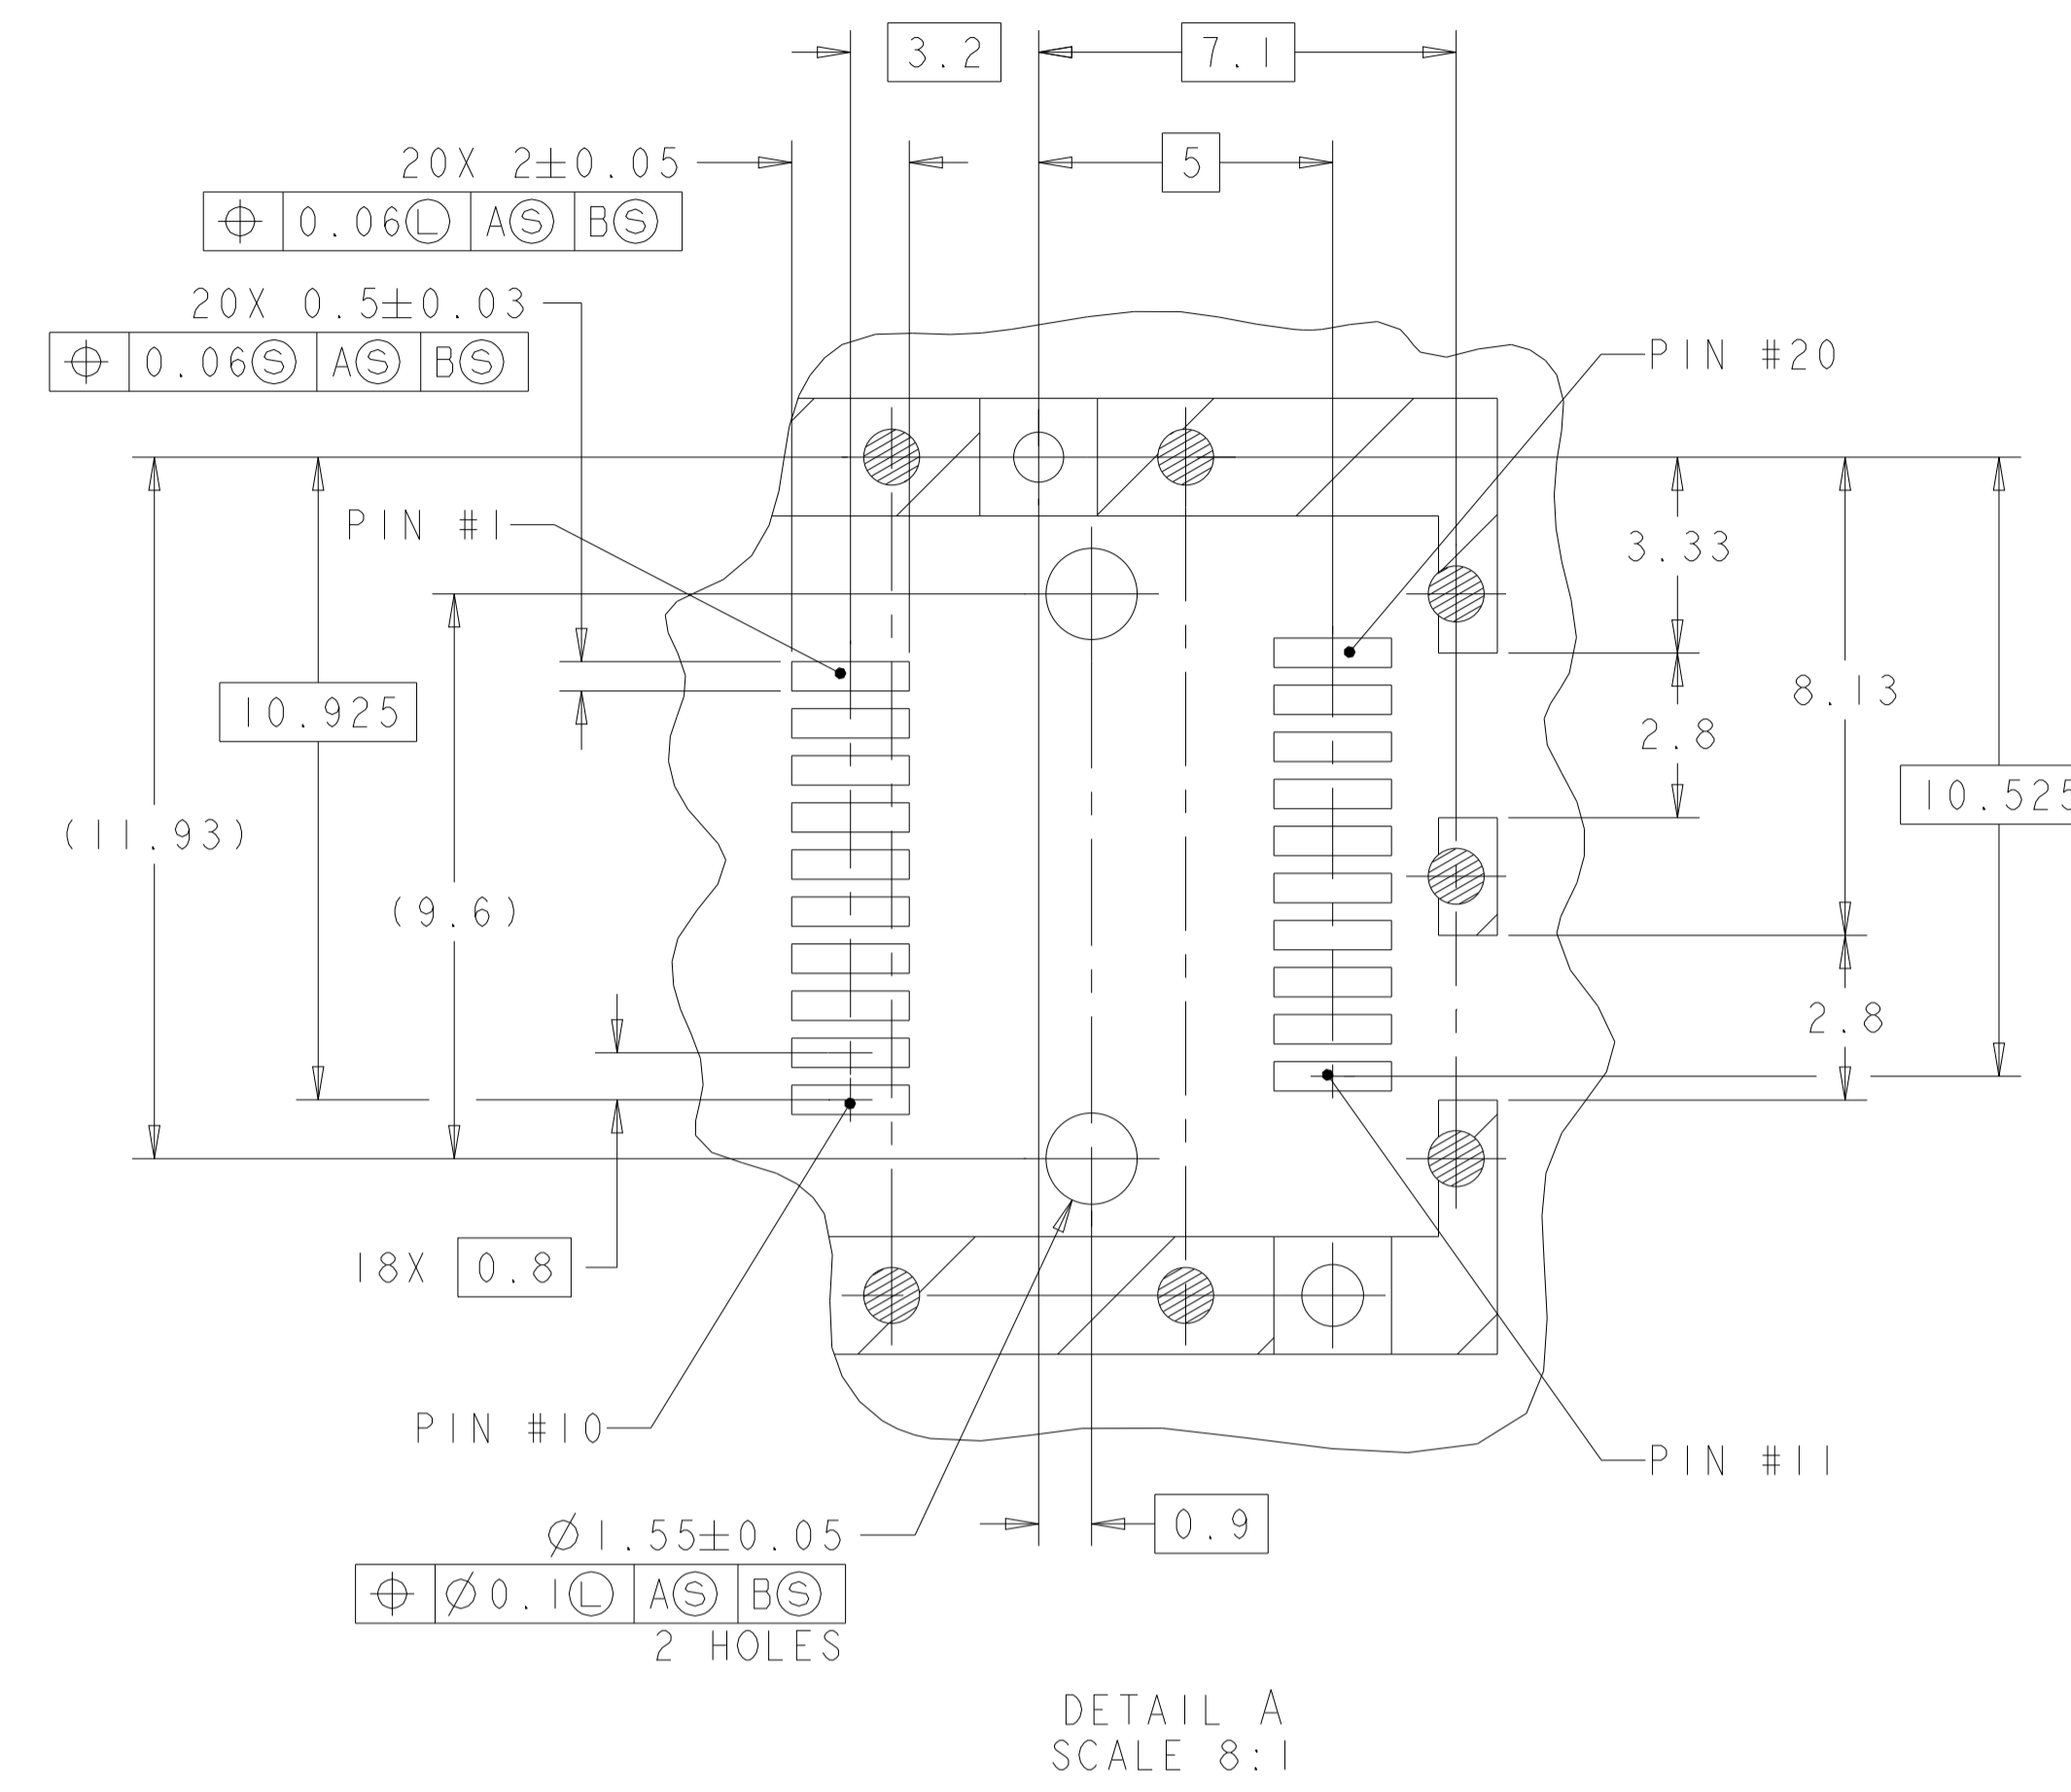 3.2
7.1
20X 2±0.05
5
⌖ 0.06Ⓛ AⓈ BⓈ
20X 0.5±0.03
⌖ 0.06Ⓢ AⓈ BⓈ
PIN #20
PIN #1
3.33
10.925
8.13
2.8
10.525
(11.93)
(9.6)
2.8
18X 0.8
PIN #10
PIN #11
0.9
⌀1.55±0.05
⌖ ⌀0.1Ⓛ AⓈ BⓈ
2 HOLES
DETAIL A
SCALE 8:1